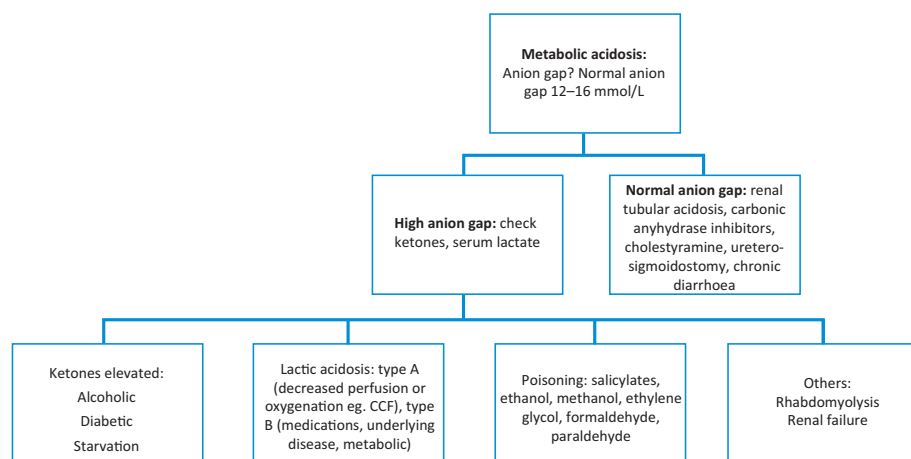 Metabolic acidosis:
Anion gap? Normal anion
gap 12–16 mmol/L
High anion gap: check
ketones, serum lactate
Normal anion gap: renal
tubular acidosis, carbonic
anyhydrase inhibitors,
cholestyramine, uretero-
sigmoidostomy, chronic
diarrhoea
Ketones elevated:
Alcoholic
Diabetic
Starvation
Lactic acidosis: type A
(decreased perfusion or
oxygenation eg. CCF), type
B (medications, underlying
disease, metabolic)
Poisoning: salicylates,
ethanol, methanol, ethylene
glycol, formaldehyde,
paraldehyde
Others:
Rhabdomyolysis
Renal failure